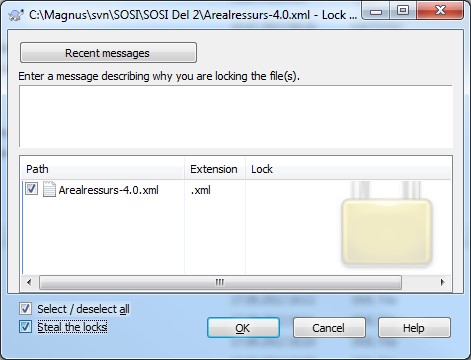 C:\Magnus\svn\SOSI\SOSI Del 2\Arealressurs-4.0.xml - Lock ...
Recent messages
Enter a message describing why you are locking the file(s).
Path Extension Lock
Arealressurs-4.0.xml .xml
Select / deselect all
Steal the locks
OK Cancel Help